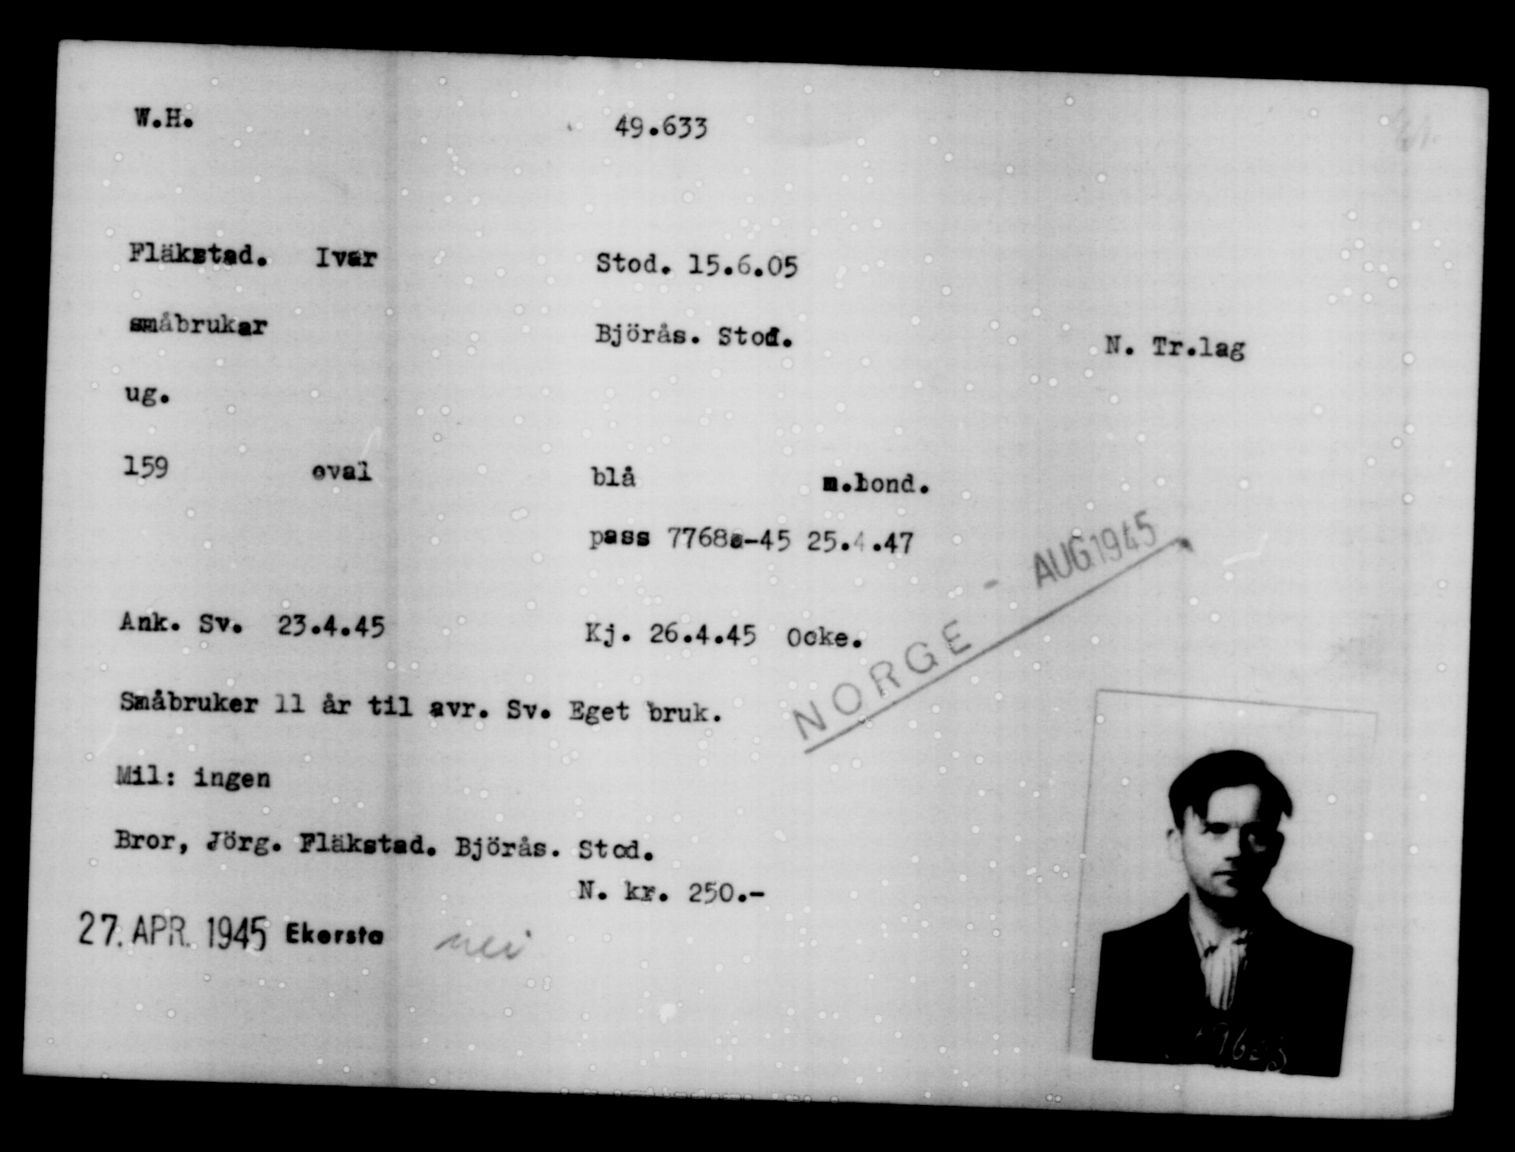 W.H. 49.633
Fläkstad. Ivar Stod. 15.6.05
småbrukar Björås. Stod. N. Tr.lag
ug.
159 oval blå m.bond.
pass 7768a-45 25.4.47
NORGE - AUG 1945
Ank. Sv. 23.4.45 Kj. 26.4.45 Ocke.
Småbruker 11 år til avr. Sv. Eget bruk.
Mil: ingen
Bror, Jörg. Fläkstad. Björås. Stod.
N. kr. 250.-
27. APR. 1945 Ekersta nei